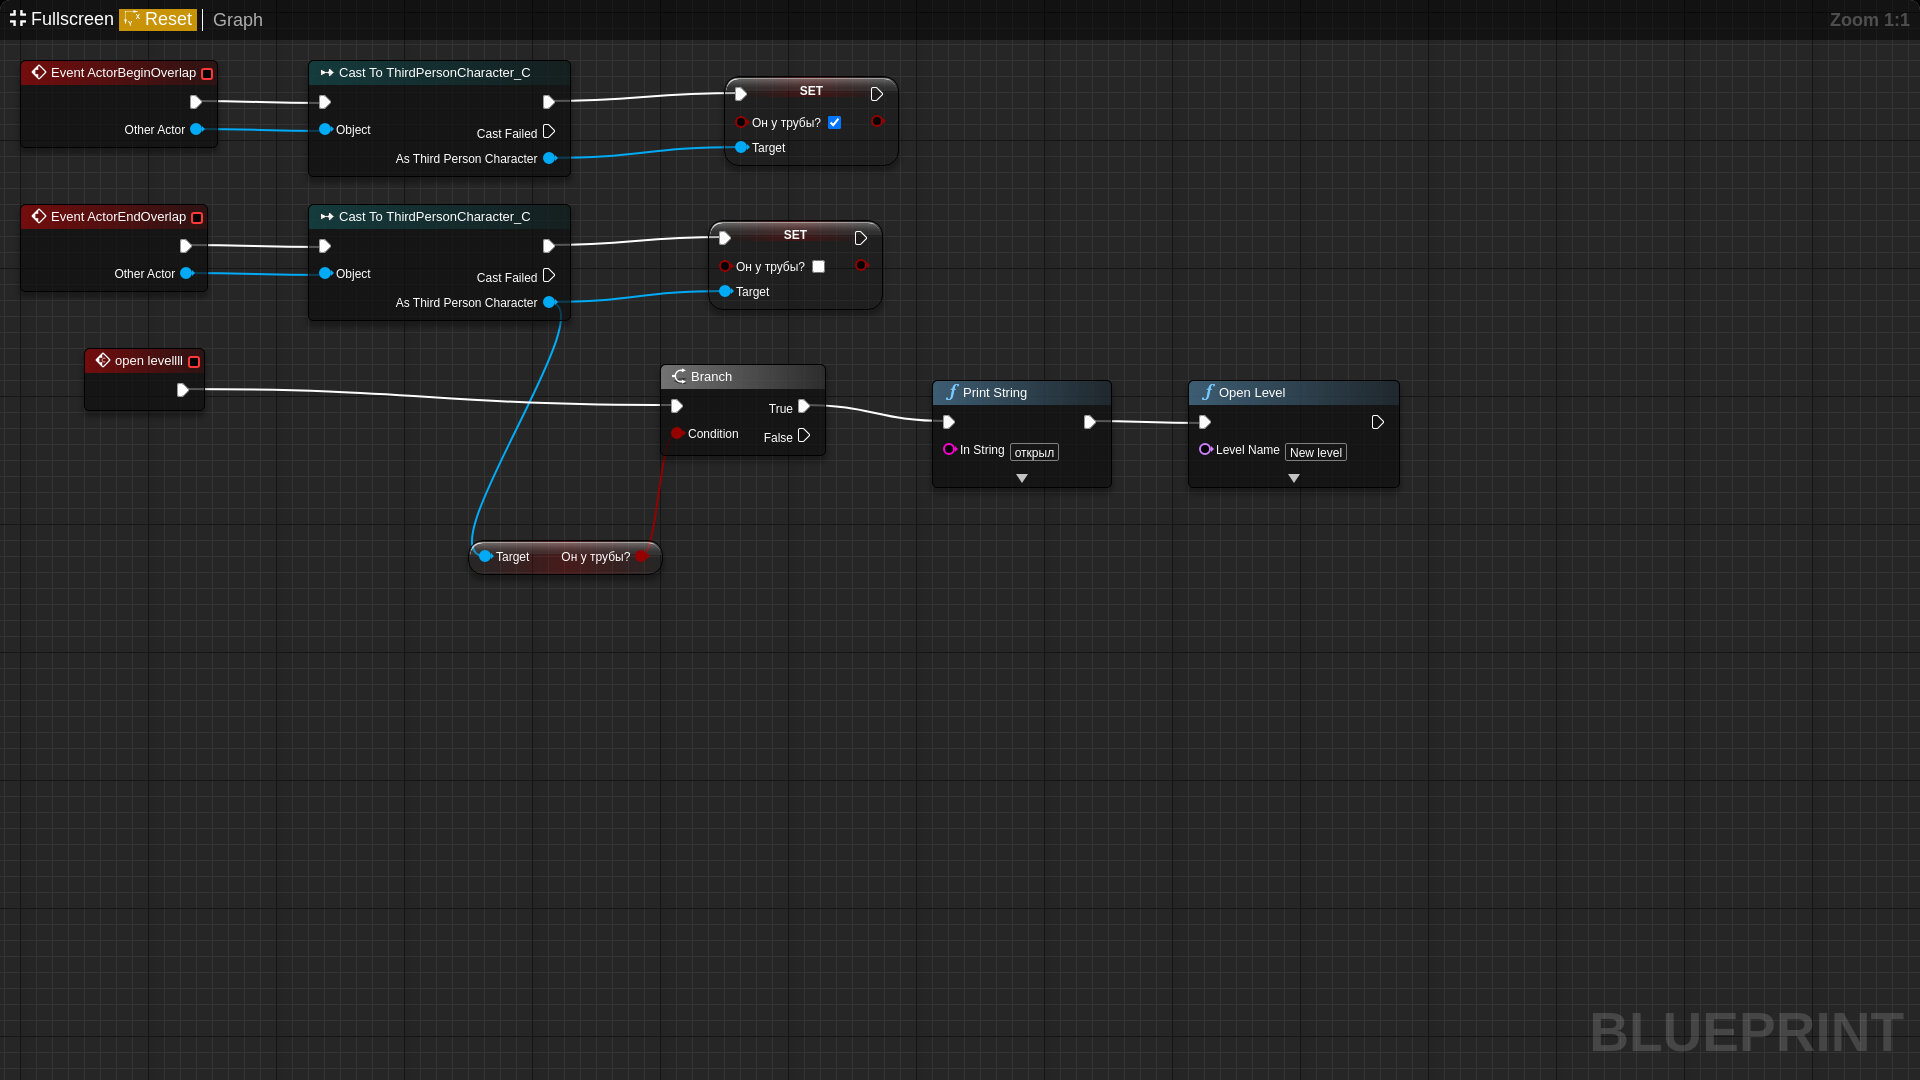 Fullscreen Reset Graph Zoom 1:1
Event ActorBeginOverlap
Other Actor
Cast To ThirdPersonCharacter_C
Object
Cast Failed
As Third Person Character
SET
Он у трубы?
Target
Event ActorEndOverlap
Other Actor
Cast To ThirdPersonCharacter_C
Object
Cast Failed
As Third Person Character
SET
Он у трубы?
Target
open levellll
Branch
True
Condition
False
Print String
In String открыл
Open Level
Level Name New level
Target Он у трубы?
BLUEPRINT